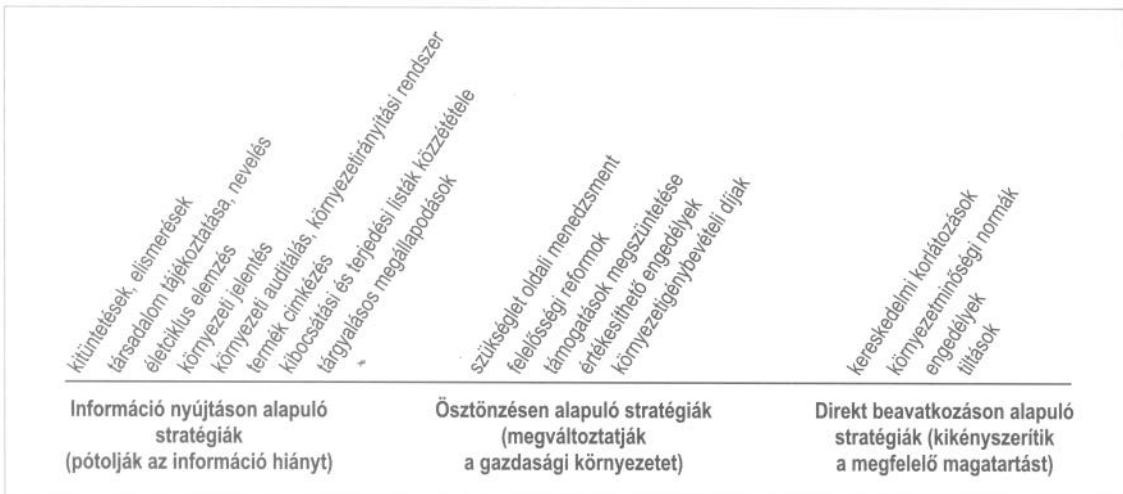 kitüntetések, elismerések
társadalom tájékoztatása, nevelés
életciklus elemzés
környezeti jelentés
környezeti auditálás, környezetirányítási rendszer
termék cimkézés
kibocsátási és terjedési listák közzététele
tárgyalásos megállapodások
szükséglet oldali menedzsment
felelősségi reformok
támogatások megszüntetése
értékesíthető engedélyek
környezetigénybevételi díjak
kereskedelmi korlátozások
környezetminőségi normák
engedélyek
tiltások
Információ nyújtáson alapuló
stratégiák
(pótolják az információ hiányt)
Ösztönzésen alapuló stratégiák
(megváltoztatják
a gazdasági környezetet)
Direkt beavatkozáson alapuló
stratégiák (kikényszerítik
a megfelelő magatartást)